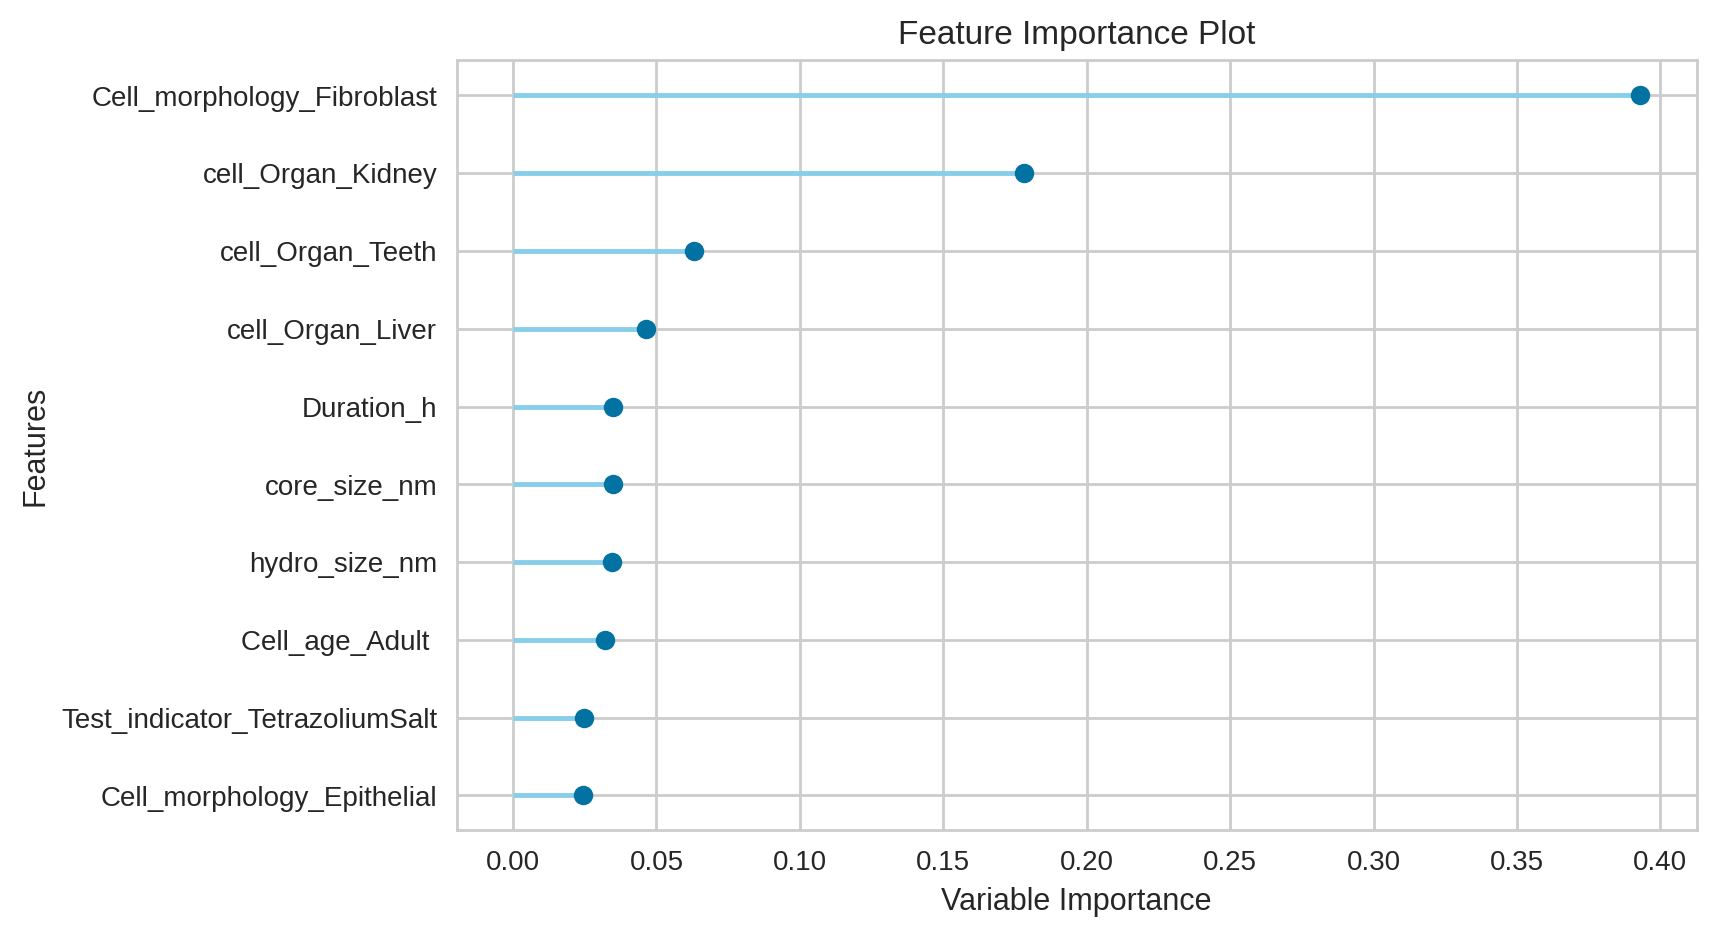 Feature Importance Plot
Cell_morphology_Fibroblast
cell_Organ_Kidney
cell_Organ_Teeth
cell_Organ_Liver
Duration_h
core_size_nm
hydro_size_nm
Cell_age_Adult
Test_indicator_TetrazoliumSalt
Cell_morphology_Epithelial
Features
0.00 0.05 0.10 0.15 0.20 0.25 0.30 0.35 0.40
Variable Importance